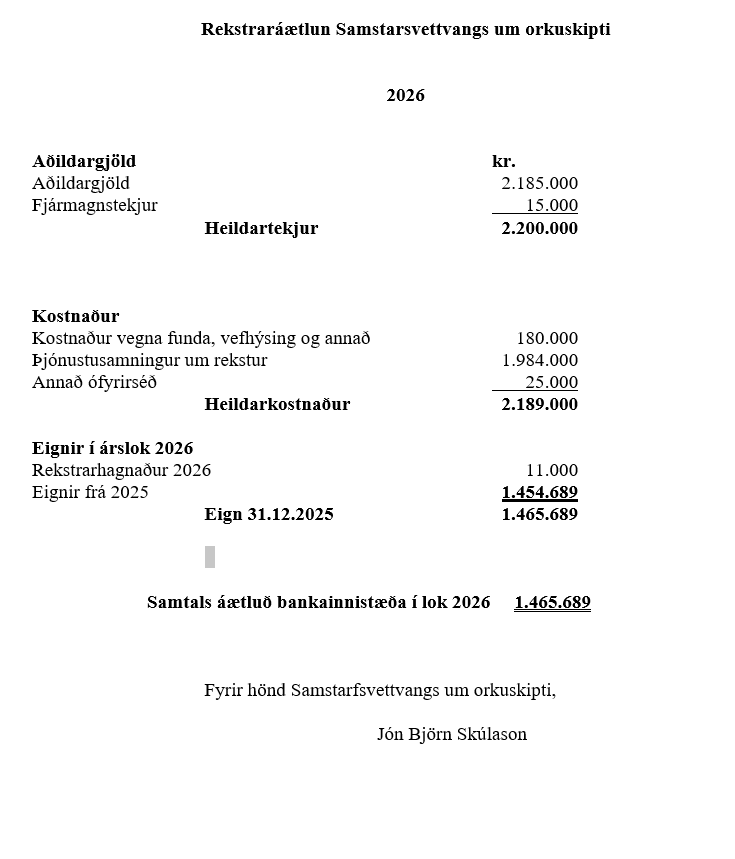 Rekstraráætlun Samstarsvettvangs um orkuskipti
2026
Aðildargjöld kr.
Aðildargjöld 2.185.000
Fjármagnstekjur 15.000
Heildartekjur 2.200.000
Kostnaður
Kostnaður vegna funda, vefhýsing og annað 180.000
Þjónustusamningur um rekstur 1.984.000
Annað ófyrirséð 25.000
Heildarkostnaður 2.189.000
Eignir í árslok 2026
Rekstrarhagnaður 2026 11.000
Eignir frá 2025 1.454.689
Eign 31.12.2025 1.465.689
Samtals áætluð bankainnistæða í lok 2026 1.465.689
Fyrir hönd Samstarfsvettvangs um orkuskipti,
Jón Björn Skúlason